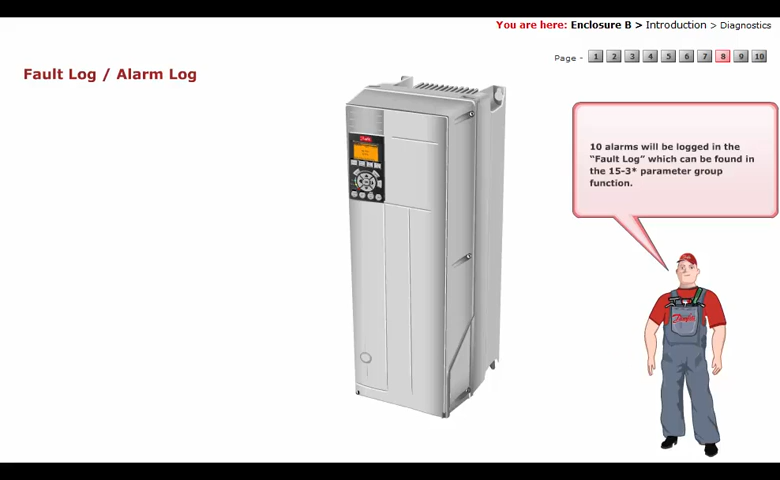 You are here: Enclosure B > Introduction > Diagnostics
Page - 1 2 3 4 5 6 7 8 9 10
Fault Log / Alarm Log
10 alarms will be logged in the
“Fault Log” which can be found in
the 15-3* parameter group
function.
Danfoss